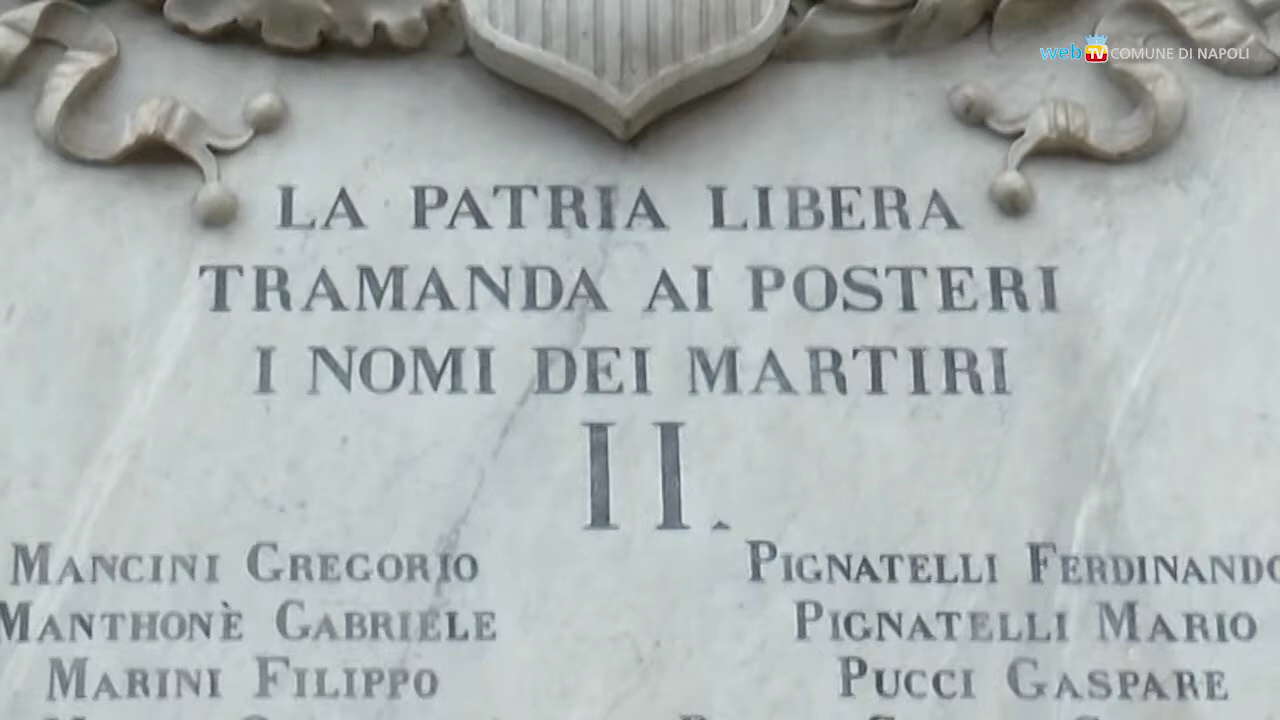 web TV COMUNE DI NAPOLI
LA PATRIA LIBERA
TRAMANDA AI POSTERI
I NOMI DEI MARTIRI
II.
MANCINI GREGORIO
MANTHONÈ GABRIELE
MARINI FILIPPO
PIGNATELLI FERDINANDO
PIGNATELLI MARIO
PUCCI GASPARE